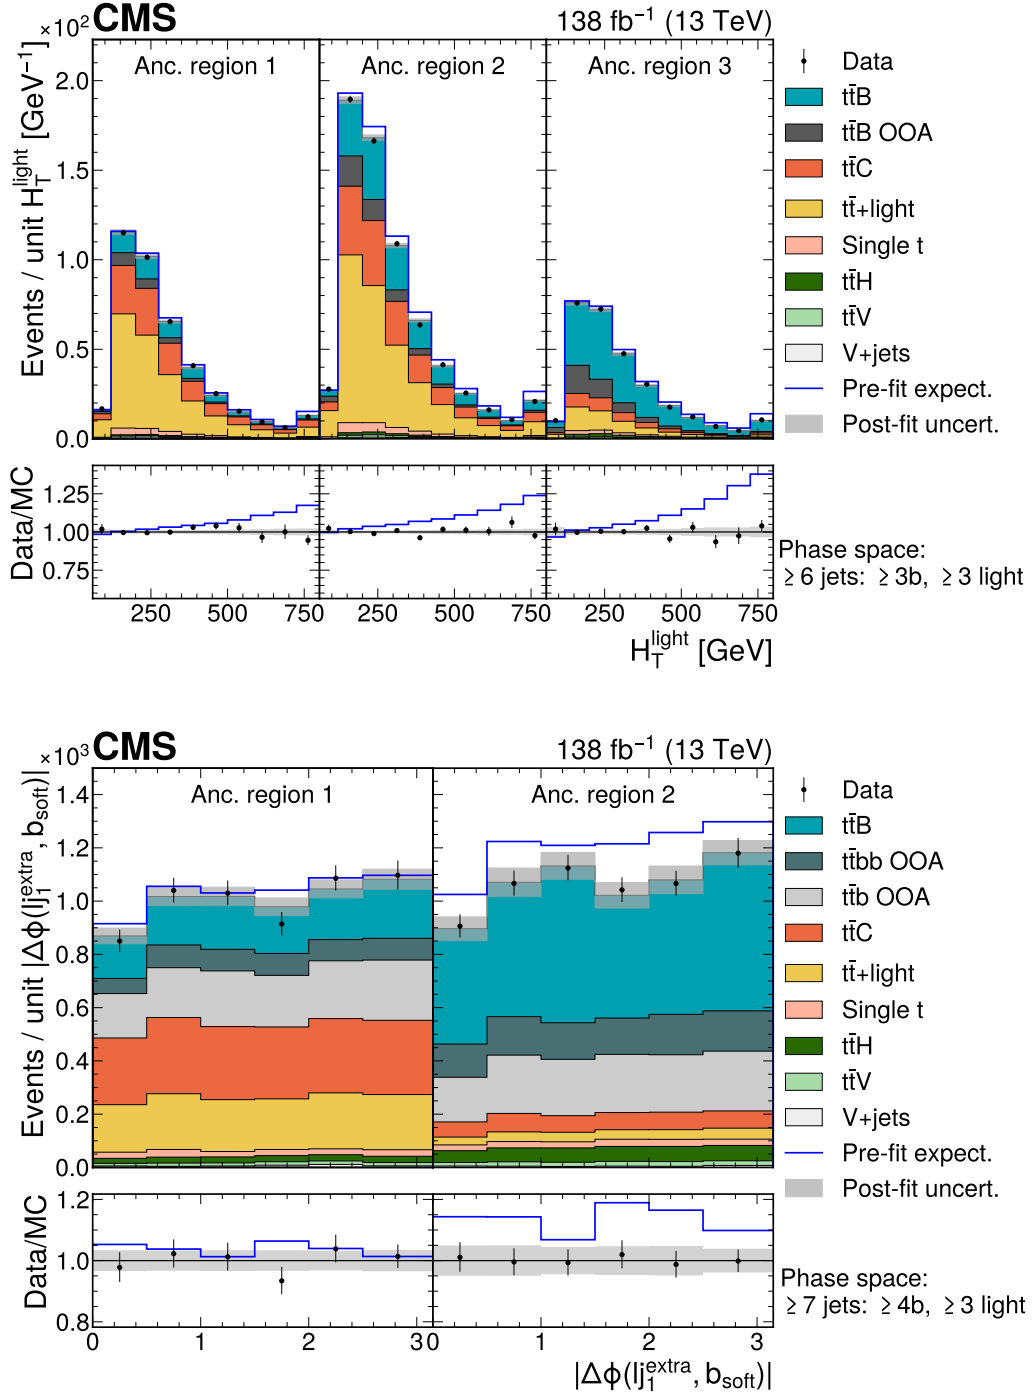 ×10² CMS 138 fb⁻¹ (13 TeV)
Anc. region 1 Anc. region 2 Anc. region 3
Events / unit H_T^light [GeV⁻¹]
2.0
1.5
1.0
0.5
0.0
Data
tt̄B
tt̄B OOA
tt̄C
tt̄+light
Single t
tt̄H
tt̄V
V+jets
Pre-fit expect.
Post-fit uncert.
Data/MC
1.25
1.00
0.75
250 500 750 250 500 750 250 500 750
H_T^light [GeV]
Phase space:
≥ 6 jets: ≥ 3b, ≥ 3 light
×10³ CMS 138 fb⁻¹ (13 TeV)
Anc. region 1 Anc. region 2
Events / unit |Δϕ(lj₁^extra, b_soft)|
1.4
1.2
1.0
0.8
0.6
0.4
0.2
0.0
Data
tt̄B
tt̄bb OOA
tt̄b OOA
tt̄C
tt̄+light
Single t
tt̄H
tt̄V
V+jets
Pre-fit expect.
Post-fit uncert.
Data/MC
1.2
1.0
0.8
0 1 2 3 1 2 3
|Δϕ(lj₁^extra, b_soft)|
Phase space:
≥ 7 jets: ≥ 4b, ≥ 3 light